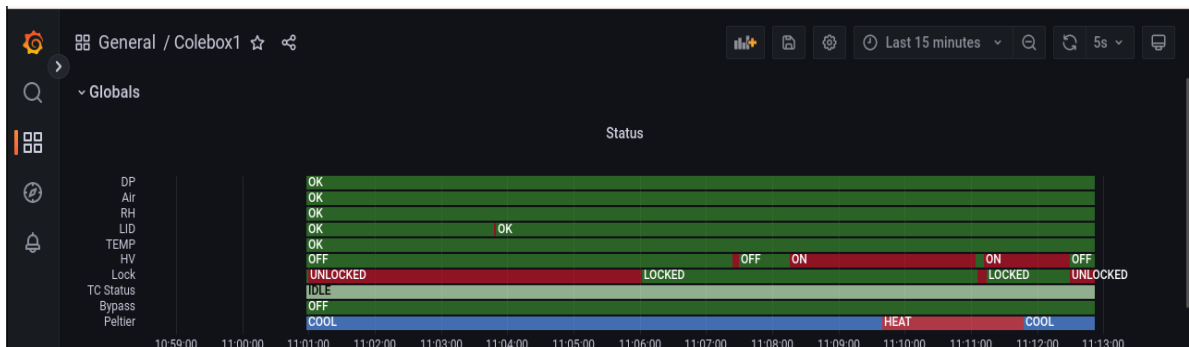 General / Colebox1
Last 15 minutes
5s
Globals
Status
DP OK
Air OK
RH OK
LID OK OK
TEMP OK
HV OFF OFF ON ON OFF
Lock UNLOCKED LOCKED LOCKED UNLOCKED
TC Status IDLE
Bypass OFF
Peltier COOL HEAT COOL
10:59:00 11:00:00 11:01:00 11:02:00 11:03:00 11:04:00 11:05:00 11:06:00 11:07:00 11:08:00 11:09:00 11:10:00 11:11:00 11:12:00 11:13:00